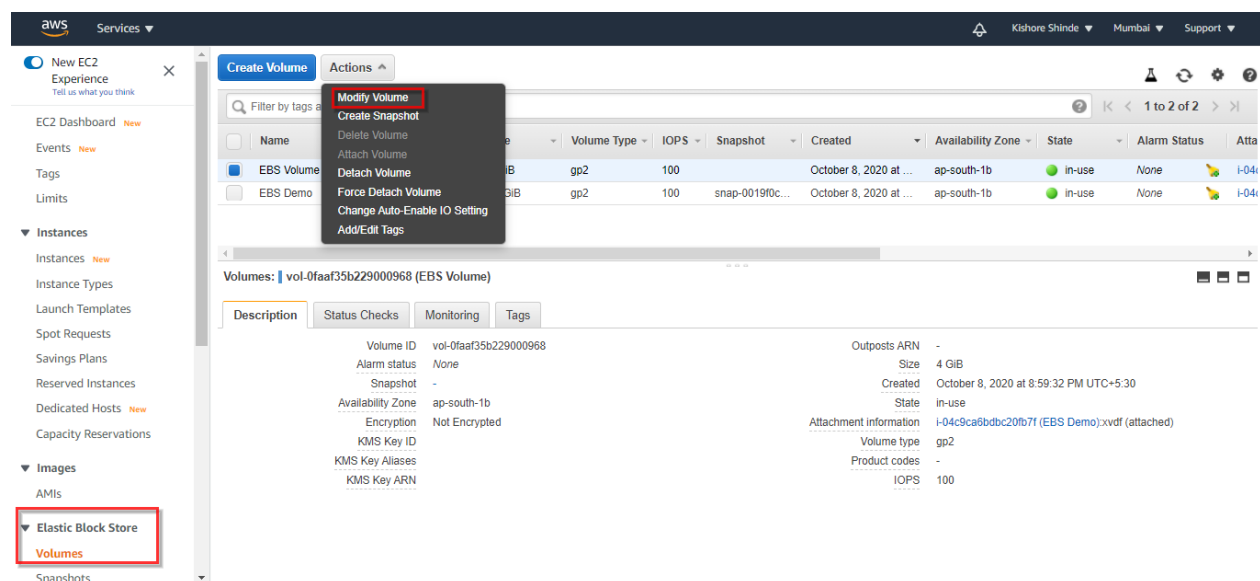 aws Services Kishore Shinde Mumbai Support
New EC2
Experience
Tell us what you think
EC2 Dashboard New
Events New
Tags
Limits
Instances
Instances New
Instance Types
Launch Templates
Spot Requests
Savings Plans
Reserved Instances
Dedicated Hosts New
Capacity Reservations
Images
AMIs
Elastic Block Store
Volumes
Snapshots
Create Volume Actions
Filter by tags a 1 to 2 of 2
Modify Volume
Create Snapshot
Delete Volume
Attach Volume
Detach Volume
Force Detach Volume
Change Auto-Enable IO Setting
Add/Edit Tags
Name e Volume Type IOPS Snapshot Created Availability Zone State Alarm Status Atta
EBS Volume iB gp2 100 October 8, 2020 at ... ap-south-1b in-use None i-04c
EBS Demo GiB gp2 100 snap-0019f0c... October 8, 2020 at ... ap-south-1b in-use None i-04c
Volumes: vol-0faaf35b229000968 (EBS Volume)
Description Status Checks Monitoring Tags
Volume ID vol-0faaf35b229000968
Alarm status None
Snapshot -
Availability Zone ap-south-1b
Encryption Not Encrypted
KMS Key ID
KMS Key Aliases
KMS Key ARN
Outposts ARN -
Size 4 GiB
Created October 8, 2020 at 8:59:32 PM UTC+5:30
State in-use
Attachment information i-04c9ca6bdbc20fb7f (EBS Demo):xvdf (attached)
Volume type gp2
Product codes -
IOPS 100